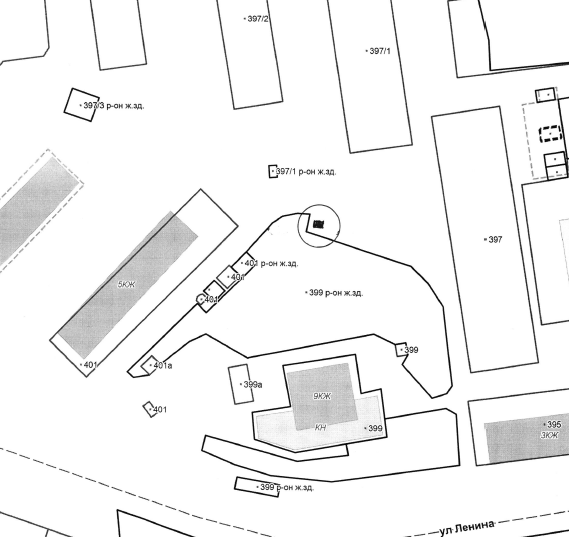 397/2
397/1
397/3 р-он ж.зд.
397/1 р-он ж.зд.
397
401 р-он ж.зд.
401
401
5КЖ
399 р-он ж.зд.
399
401
401а
399а
9КЖ
401
КН
399
395
3КЖ
399 р-он ж.зд.
ул Ленина